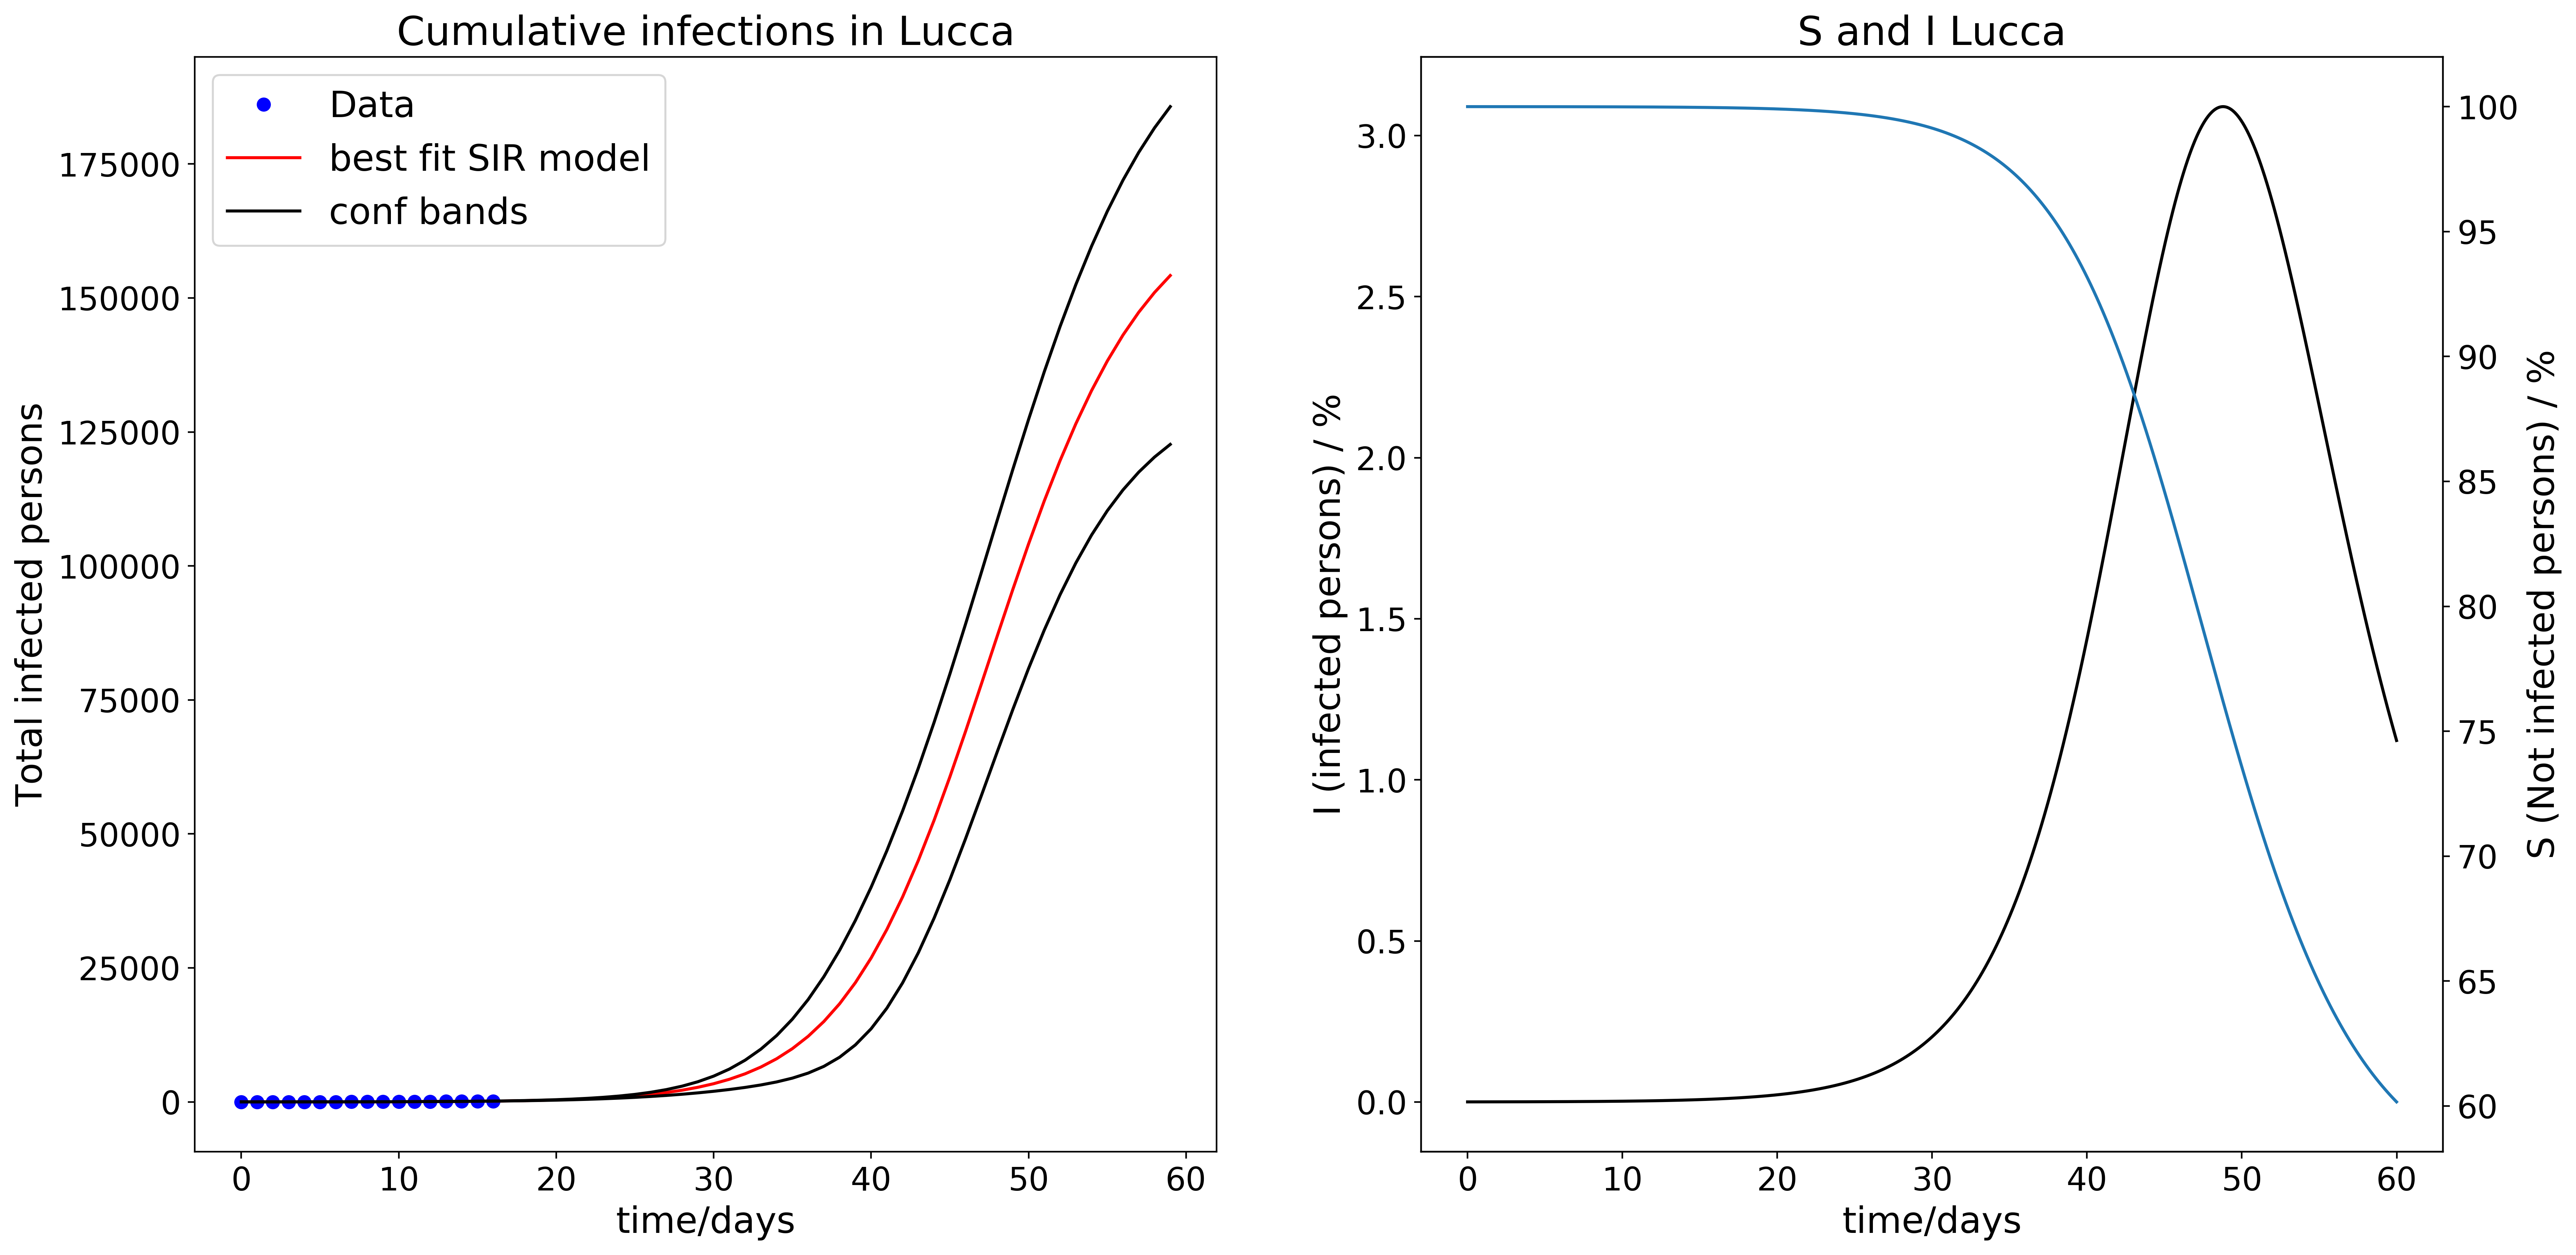 Cumulative infections in Lucca
Data
best fit SIR model
conf bands
Total infected persons
175000
150000
125000
100000
75000
50000
25000
0
0 10 20 30 40 50 60
time/days
S and I Lucca
I (infected persons) / %
3.0
2.5
2.0
1.5
1.0
0.5
0.0
0 10 20 30 40 50 60
time/days
100
95
90
85
80
75
70
65
60
S (Not infected persons) / %